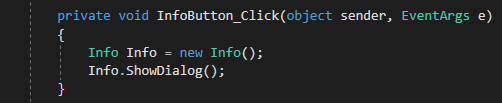 private void InfoButton_Click(object sender, EventArgs e)
{
Info Info = new Info();
Info.ShowDialog();
}